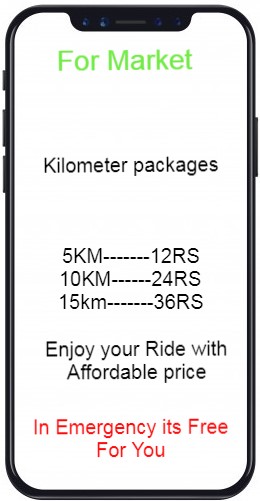 For Market
Kilometer packages
5KM-------12RS
10KM------24RS
15km-------36RS
Enjoy your Ride with
Affordable price
In Emergency its Free
For You